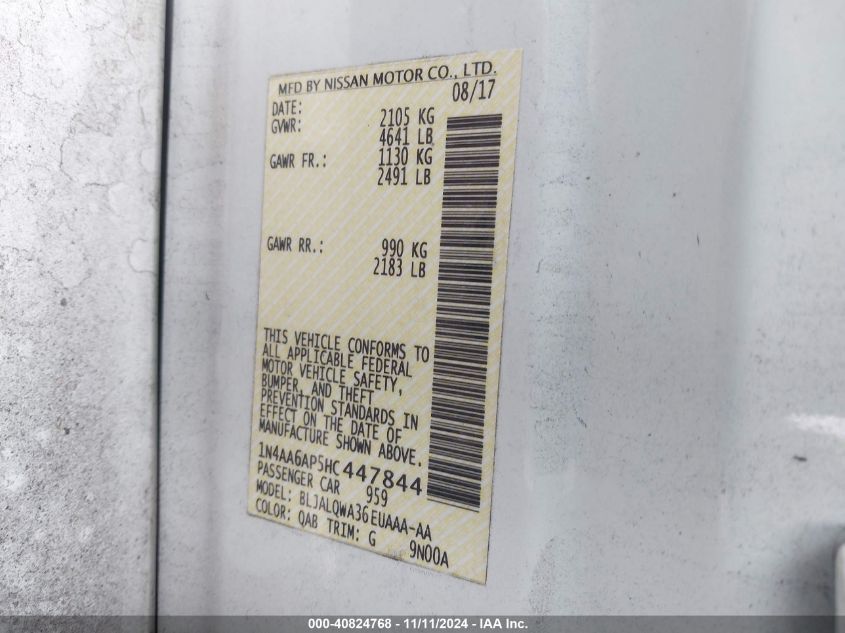 MFD BY NISSAN MOTOR CO., LTD.
DATE: 08/17
GVWR: 2105 KG
4641 LB
GAWR FR.: 1130 KG
2491 LB
GAWR RR.: 990 KG
2183 LB
THIS VEHICLE CONFORMS TO
ALL APPLICABLE FEDERAL
MOTOR VEHICLE SAFETY,
BUMPER, AND THEFT
PREVENTION STANDARDS IN
EFFECT ON THE DATE OF
MANUFACTURE SHOWN ABOVE.
1N4AA6AP5HC447844
PASSENGER CAR 959
MODEL: BLJALQWA36EUAAA-AA
COLOR: QAB TRIM: G 9N00A
000-40824768 - 11/11/2024 - IAA Inc.